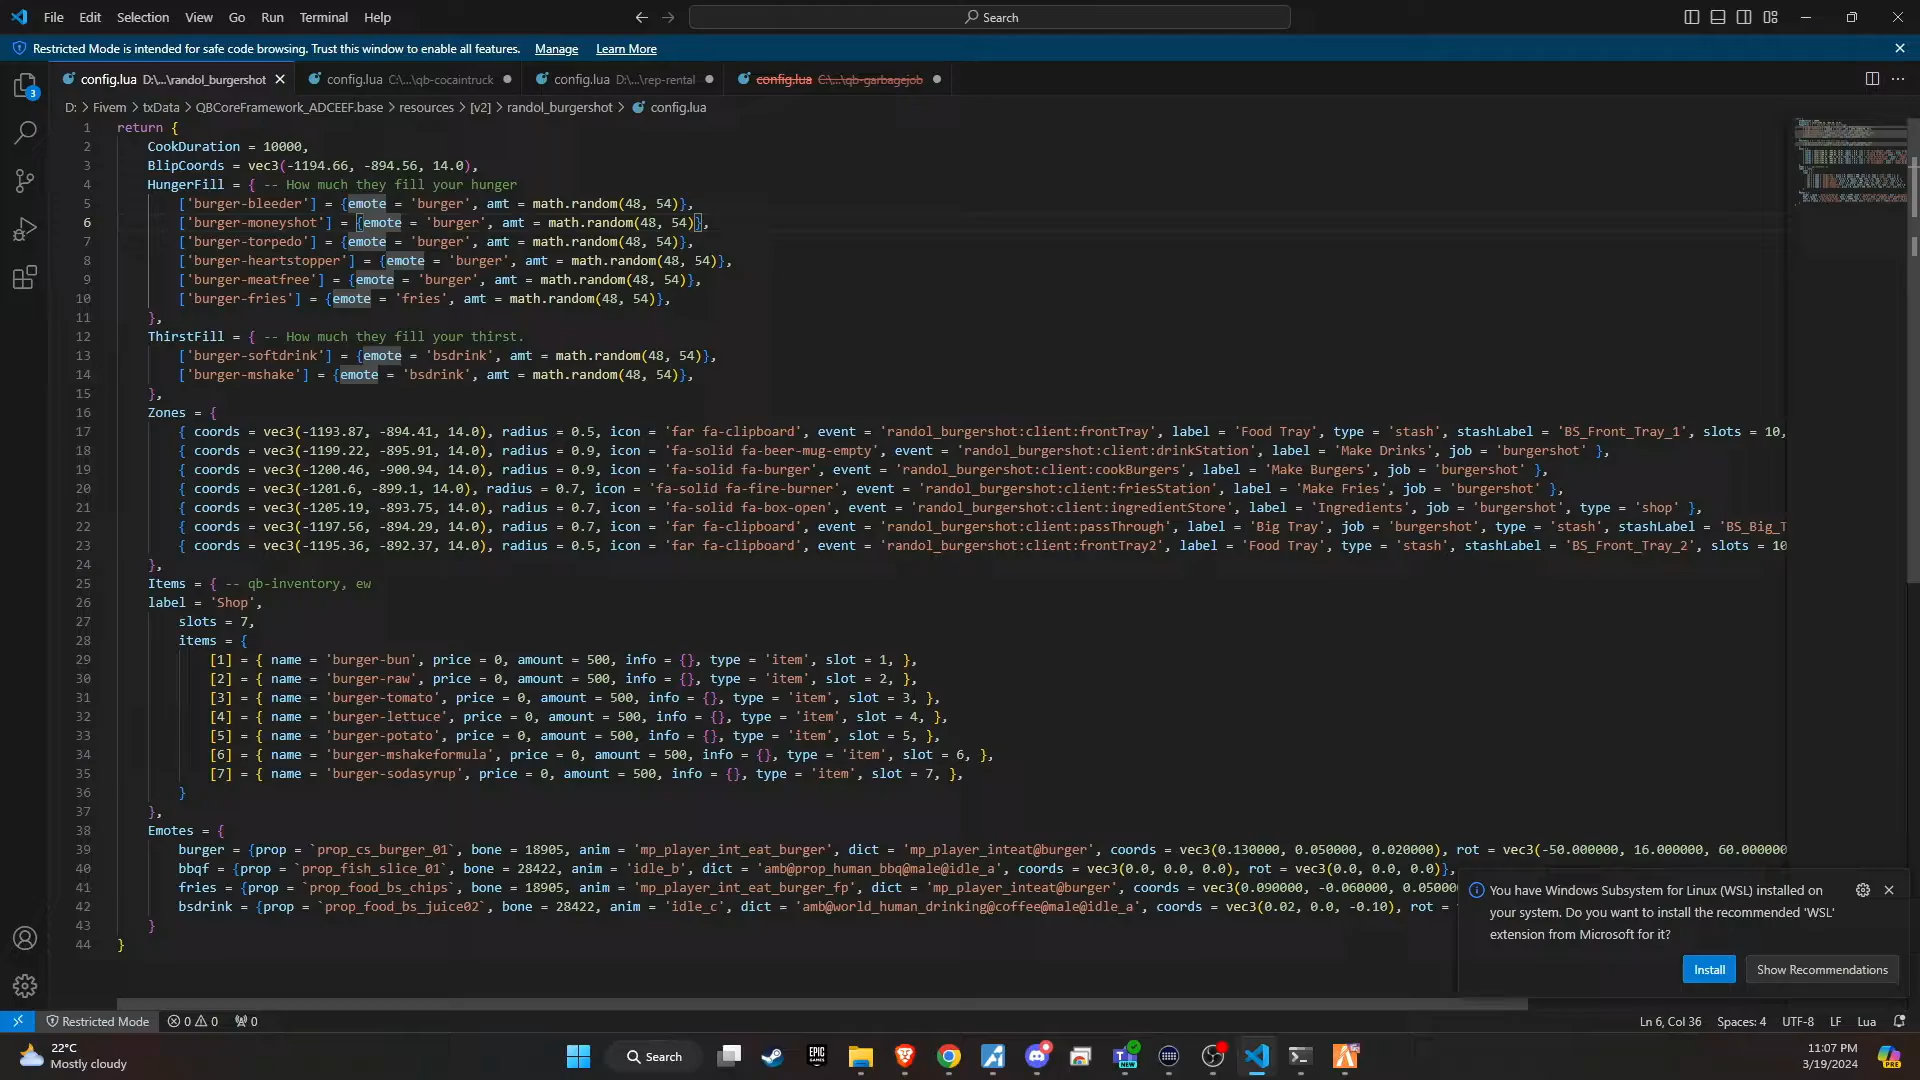 File Edit Selection View Go Run Terminal Help
Search
Restricted Mode is intended for safe code browsing. Trust this window to enable all features. Manage Learn More
config.lua D:\...\randol_burgershot config.lua C:\...\qb-cocaintruck config.lua D:\...\rep-rental config.lua C:\...\qb-garbagejob
3
D: > Fivem > txData > QBCoreFramework_ADCEEF.base > resources > [v2] > randol_burgershot > config.lua
1 return {
2 CookDuration = 10000,
3 BlipCoords = vec3(-1194.66, -894.56, 14.0),
4 HungerFill = { -- How much they fill your hunger
5 ['burger-bleeder'] = {emote = 'burger', amt = math.random(48, 54)},
6 ['burger-moneyshot'] = {emote = 'burger', amt = math.random(48, 54)},
7 ['burger-torpedo'] = {emote = 'burger', amt = math.random(48, 54)},
8 ['burger-heartstopper'] = {emote = 'burger', amt = math.random(48, 54)},
9 ['burger-meatfree'] = {emote = 'burger', amt = math.random(48, 54)},
10 ['burger-fries'] = {emote = 'fries', amt = math.random(48, 54)},
11 },
12 ThirstFill = { -- How much they fill your thirst.
13 ['burger-softdrink'] = {emote = 'bsdrink', amt = math.random(48, 54)},
14 ['burger-mshake'] = {emote = 'bsdrink', amt = math.random(48, 54)},
15 },
16 Zones = {
17 { coords = vec3(-1193.87, -894.41, 14.0), radius = 0.5, icon = 'far fa-clipboard', event = 'randol_burgershot:client:frontTray', label = 'Food Tray', type = 'stash', stashLabel = 'BS_Front_Tray_1', slots = 10,
18 { coords = vec3(-1199.22, -895.91, 14.0), radius = 0.9, icon = 'fa-solid fa-beer-mug-empty', event = 'randol_burgershot:client:drinkStation', label = 'Make Drinks', job = 'burgershot' },
19 { coords = vec3(-1200.46, -900.94, 14.0), radius = 0.9, icon = 'fa-solid fa-burger', event = 'randol_burgershot:client:cookBurgers', label = 'Make Burgers', job = 'burgershot' },
20 { coords = vec3(-1201.6, -899.1, 14.0), radius = 0.7, icon = 'fa-solid fa-fire-burner', event = 'randol_burgershot:client:friesStation', label = 'Make Fries', job = 'burgershot' },
21 { coords = vec3(-1205.19, -893.75, 14.0), radius = 0.7, icon = 'fa-solid fa-box-open', event = 'randol_burgershot:client:ingredientStore', label = 'Ingredients', job = 'burgershot', type = 'shop' },
22 { coords = vec3(-1197.56, -894.29, 14.0), radius = 0.7, icon = 'far fa-clipboard', event = 'randol_burgershot:client:passThrough', label = 'Big Tray', job = 'burgershot', type = 'stash', stashLabel = 'BS_Big_T
23 { coords = vec3(-1195.36, -892.37, 14.0), radius = 0.5, icon = 'far fa-clipboard', event = 'randol_burgershot:client:frontTray2', label = 'Food Tray', type = 'stash', stashLabel = 'BS_Front_Tray_2', slots = 10
24 },
25 Items = { -- qb-inventory, ew
26 label = 'Shop',
27 slots = 7,
28 items = {
29 [1] = { name = 'burger-bun', price = 0, amount = 500, info = {}, type = 'item', slot = 1, },
30 [2] = { name = 'burger-raw', price = 0, amount = 500, info = {}, type = 'item', slot = 2, },
31 [3] = { name = 'burger-tomato', price = 0, amount = 500, info = {}, type = 'item', slot = 3, },
32 [4] = { name = 'burger-lettuce', price = 0, amount = 500, info = {}, type = 'item', slot = 4, },
33 [5] = { name = 'burger-potato', price = 0, amount = 500, info = {}, type = 'item', slot = 5, },
34 [6] = { name = 'burger-mshakeformula', price = 0, amount = 500, info = {}, type = 'item', slot = 6, },
35 [7] = { name = 'burger-sodasyrup', price = 0, amount = 500, info = {}, type = 'item', slot = 7, },
36 }
37 },
38 Emotes = {
39 burger = {prop = `prop_cs_burger_01`, bone = 18905, anim = 'mp_player_int_eat_burger', dict = 'mp_player_inteat@burger', coords = vec3(0.130000, 0.050000, 0.020000), rot = vec3(-50.000000, 16.000000, 60.000000
40 bbqf = {prop = `prop_fish_slice_01`, bone = 28422, anim = 'idle_b', dict = 'amb@prop_human_bbq@male@idle_a', coords = vec3(0.0, 0.0, 0.0), rot = vec3(0.0, 0.0, 0.0)},
41 fries = {prop = `prop_food_bs_chips`, bone = 18905, anim = 'mp_player_int_eat_burger_fp', dict = 'mp_player_inteat@burger', coords = vec3(0.090000, -0.060000, 0.05000
42 bsdrink = {prop = `prop_food_bs_juice02`, bone = 28422, anim = 'idle_c', dict = 'amb@world_human_drinking@coffee@male@idle_a', coords = vec3(0.02, 0.0, -0.10), rot =
43 }
44 }
You have Windows Subsystem for Linux (WSL) installed on
your system. Do you want to install the recommended 'WSL'
extension from Microsoft for it?
Install Show Recommendations
Restricted Mode 0 0 0 Ln 6, Col 36 Spaces: 4 UTF-8 LF Lua
22°C
Mostly cloudy
Search
EPIC GAMES
NEW
11:07 PM
3/19/2024
PRE